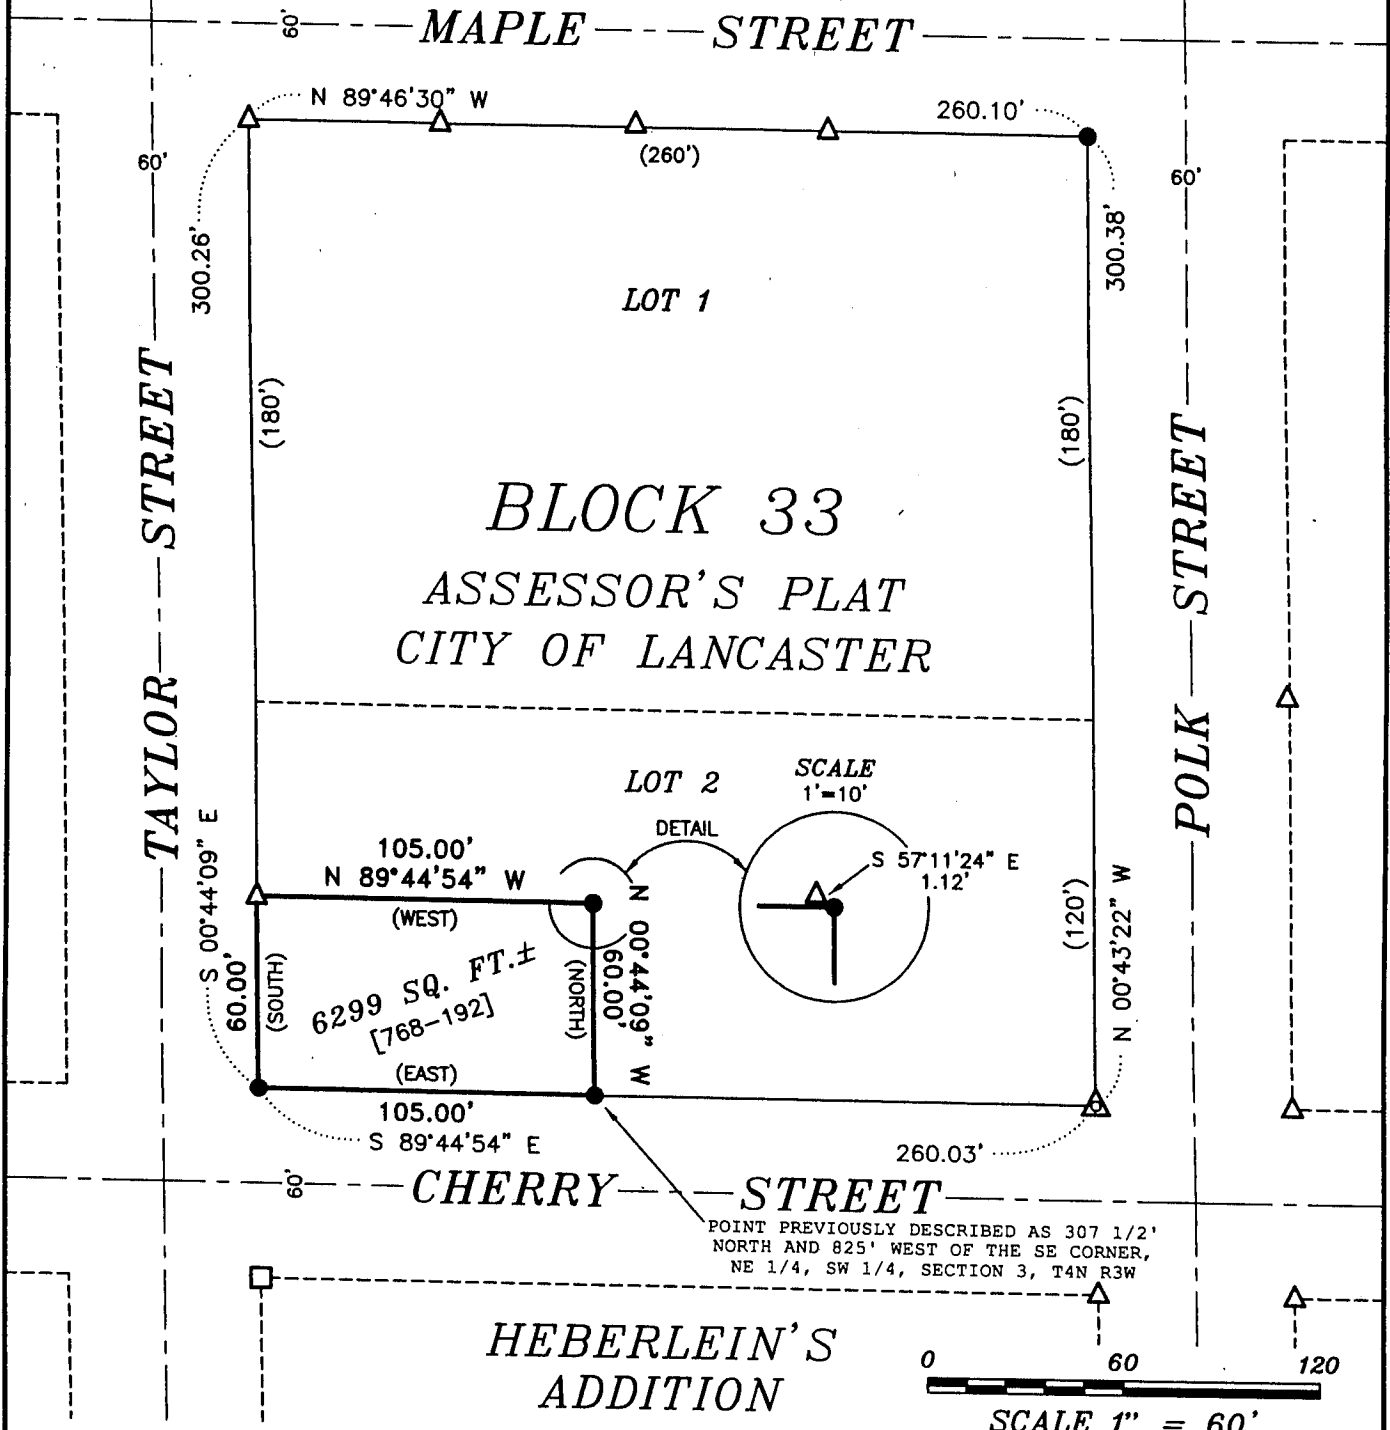 60'
MAPLE STREET
N 89°46'30" W
260.10'
(260')
60'
60'
300.26'
300.38'
LOT 1
(180')
(180')
TAYLOR STREET
POLK STREET
BLOCK 33
ASSESSOR'S PLAT
CITY OF LANCASTER
LOT 2
SCALE
1'=10'
DETAIL
S 57°11'24" E
1.12'
105.00'
N 89°44'54" W
(WEST)
S 00°44'09" E
60.00'
(SOUTH)
6299 SQ. FT.±
[768-192]
(NORTH)
60.00'
N 00°44'09" W
(120')
N 00°43'22" W
(EAST)
105.00'
S 89°44'54" E
260.03'
60'
CHERRY STREET
POINT PREVIOUSLY DESCRIBED AS 307 1/2'
NORTH AND 825' WEST OF THE SE CORNER,
NE 1/4, SW 1/4, SECTION 3, T4N R3W
HEBERLEIN'S
ADDITION
0 60 120
SCALE 1" = 60'